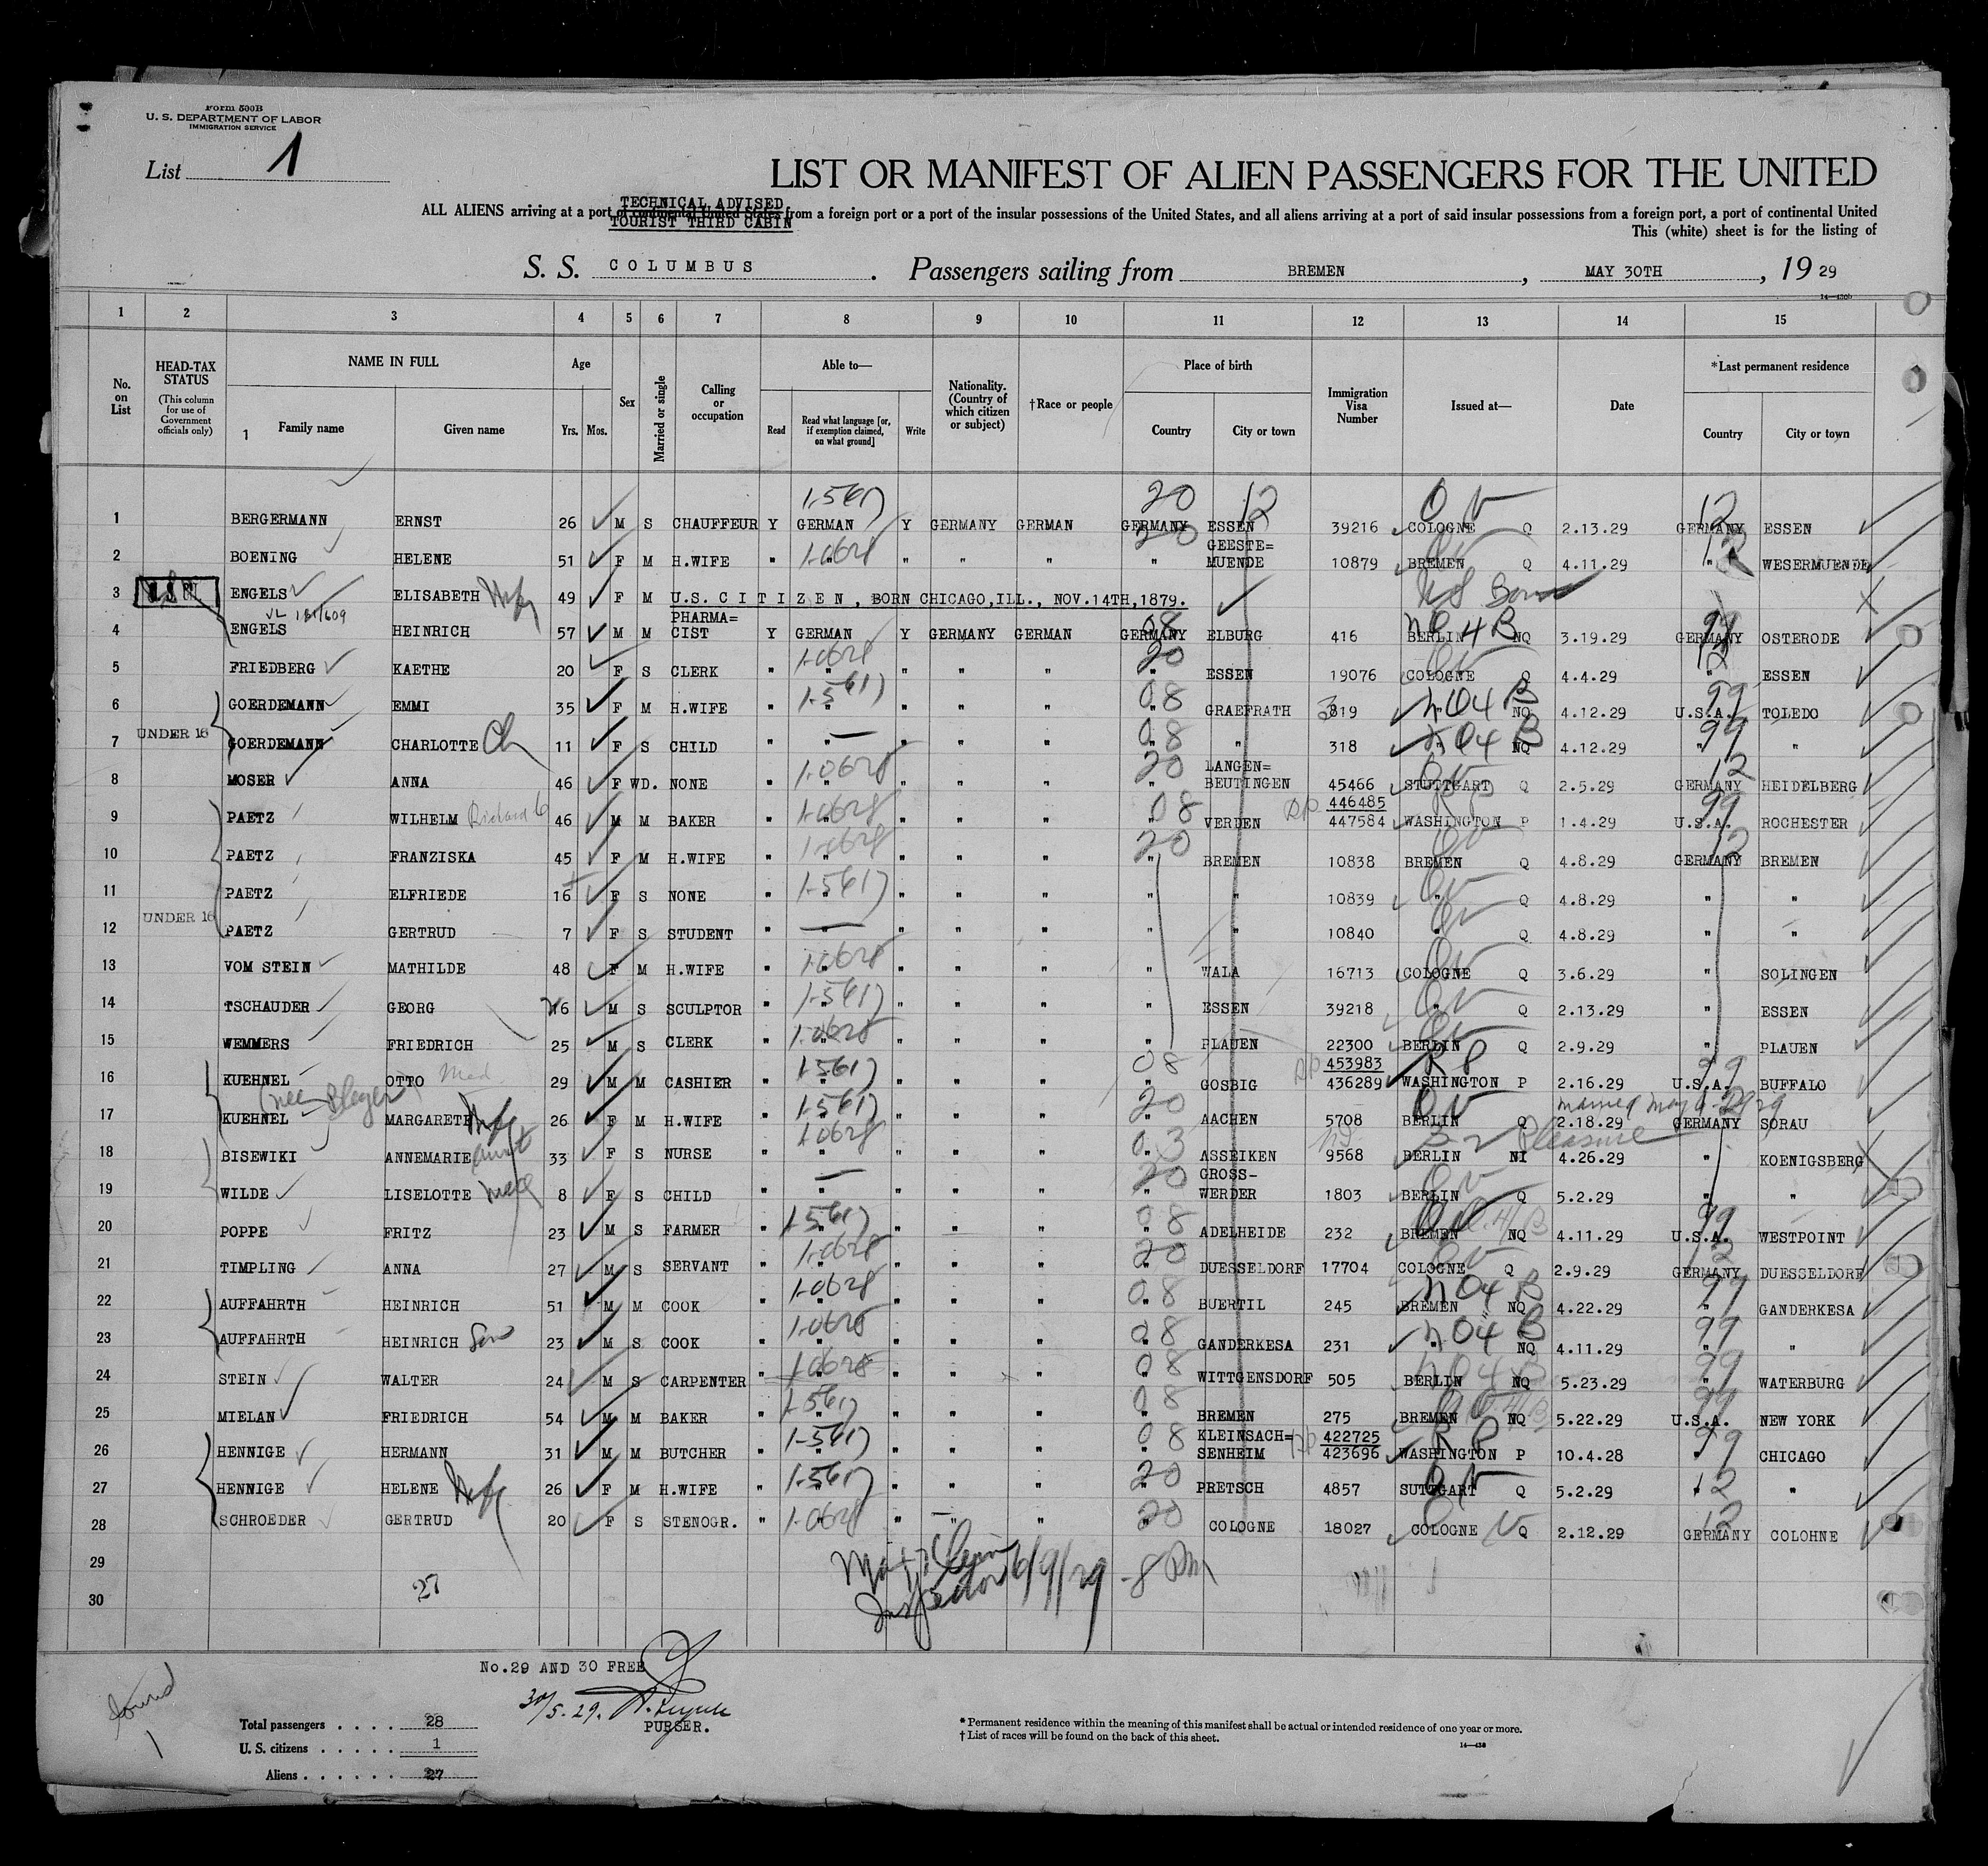 Form 500B
U. S. DEPARTMENT OF LABOR
IMMIGRATION SERVICE
List 1
LIST OR MANIFEST OF ALIEN PASSENGERS FOR THE UNITED
TECHNICAL ADVISED
ALL ALIENS arriving at a port of continental United States from a foreign port or a port of the insular possessions of the United States, and all aliens arriving at a port of said insular possessions from a foreign port, a port of continental United
TOURIST THIRD CABIN
This (white) sheet is for the listing of
S. S. COLUMBUS. Passengers sailing from BREMEN, MAY 30TH, 19 29
14—430b
1 2 3 4 5 6 7 8 9 10 11 12 13 14 15
No. on List
HEAD-TAX STATUS (This column for use of Government officials only)
NAME IN FULL
Family name Given name
Age Yrs. Mos.
Sex
Married or single
Calling or occupation
Able to— Read Read what language [or, if exemption claimed, on what ground] Write
Nationality. (Country of which citizen or subject)
†Race or people
Place of birth Country City or town
Immigration Visa Number
Issued at—
Date
*Last permanent residence Country City or town
1 BERGERMANN ERNST 26 M S CHAUFFEUR Y GERMAN Y GERMANY GERMAN GERMANY ESSEN 39216 COLOGNE Q 2.13.29 GERMANY ESSEN
2 BOENING HELENE 51 F M H.WIFE " " " " " " GEESTE= MUENDE 10879 BREMEN Q 4.11.29 " WESERMUENDE
3 ENGELS ELISABETH Wife 49 F M U.S. CITIZEN, BORN CHICAGO, ILL., NOV.14TH, 1879. US Born
4 ENGELS HEINRICH 57 M M PHARMA= CIST Y GERMAN Y GERMANY GERMAN GERMANY ELBURG 416 BERLIN NQ 3.19.29 GERMANY OSTERODE
5 FRIEDBERG KAETHE 20 F S CLERK " " " " " " ESSEN 19076 COLOGNE Q 4.4.29 " ESSEN
6 GOERDEMANN EMMI 35 F M H.WIFE " " " " " " GRAEFRATH 319 " NQ 4.12.29 U.S.A. TOLEDO
UNDER 16
7 GOERDEMANN CHARLOTTE Ch 11 F S CHILD " " " " " " " 318 " NQ 4.12.29 " "
8 MOSER ANNA 46 F WD. NONE " " " " " " LANGEN= BEUTINGEN 45466 STUTTGART Q 2.5.29 GERMANY HEIDELBERG
9 PAETZ WILHELM 46 M M BAKER " " " " " " VERDEN 446485 447584 WASHINGTON P 1.4.29 U.S.A. ROCHESTER
10 PAETZ FRANZISKA 45 F M H.WIFE " " " " " " BREMEN 10838 BREMEN Q 4.8.29 GERMANY BREMEN
11 PAETZ ELFRIEDE 16 F S NONE " " " " " " " 10839 " Q 4.8.29 " "
UNDER 16
12 PAETZ GERTRUD 7 F S STUDENT " " " " " " " 10840 " Q 4.8.29 " "
13 VOM STEIN MATHILDE 48 F M H.WIFE " " " " " " WALA 16713 COLOGNE Q 3.6.29 " SOLINGEN
14 TSCHAUDER GEORG 26 M S SCULPTOR " " " " " " ESSEN 39218 " Q 2.13.29 " ESSEN
15 WEMMERS FRIEDRICH 25 M S CLERK " " " " " " PLAUEN 22300 BERLIN Q 2.9.29 " PLAUEN
16 KUEHNEL OTTO 29 M M CASHIER " " " " " " GOSBIG 453983 436289 WASHINGTON P 2.16.29 U.S.A. BUFFALO
17 KUEHNEL MARGARETE Wife 26 F M H.WIFE " " " " " " AACHEN 5708 BERLIN Q 2.18.29 GERMANY SORAU
18 BISEWIKI ANNEMARIE aunt 33 F S NURSE " " " " " " ASSEIKEN 9568 BERLIN NI 4.26.29 Pleasure " KOENIGSBERG
19 WILDE LISELOTTE niece 8 F S CHILD " " " " " " GROSS- WERDER 1803 BERLIN Q 5.2.29 " "
20 POPPE FRITZ 23 M S FARMER " " " " " " ADELHEIDE 232 BREMEN NQ 4.11.29 U.S.A. WESTPOINT
21 TIMPLING ANNA 27 M S SERVANT " " " " " " DUESSELDORF 17704 COLOGNE Q 2.9.29 GERMANY DUESSELDORF
22 AUFFAHRTH HEINRICH 51 M M COOK " " " " " " BUERTIL 245 BREMEN NQ 4.22.29 " GANDERKESA
23 AUFFAHRTH HEINRICH Son 23 M S COOK " " " " " " GANDERKESA 231 " NQ 4.11.29 " "
24 STEIN WALTER 24 M S CARPENTER " " " " " " WITTGENSDORF 505 BERLIN NQ 5.23.29 " WATERBURG
25 MIELAN FRIEDRICH 54 M M BAKER " " " " " " BREMEN 275 BREMEN NQ 5.22.29 U.S.A. NEW YORK
26 HENNIGE HERMANN 31 M M BUTCHER " " " " " " KLEINSACH= SENHEIM 422725 423696 WASHINGTON P 10.4.28 " CHICAGO
27 HENNIGE HELENE Wife 26 F M H.WIFE " " " " " " PRETSCH 4857 SUTTGART Q 5.2.29 " "
28 SCHROEDER GERTRUD 20 F S STENOGR. " " " " " " COLOGNE 18027 COLOGNE Q 2.12.29 GERMANY COLOHNE
29
30 27 Inspector 6/9/29 - 8 PM
No.29 AND 30 FREE
30/5.29.
PURSER.
Total passengers . . . . 28
U. S. citizens . . . . . 1
Aliens . . . . . . 27
* Permanent residence within the meaning of this manifest shall be actual or intended residence of one year or more.
† List of races will be found on the back of this sheet.
14—430